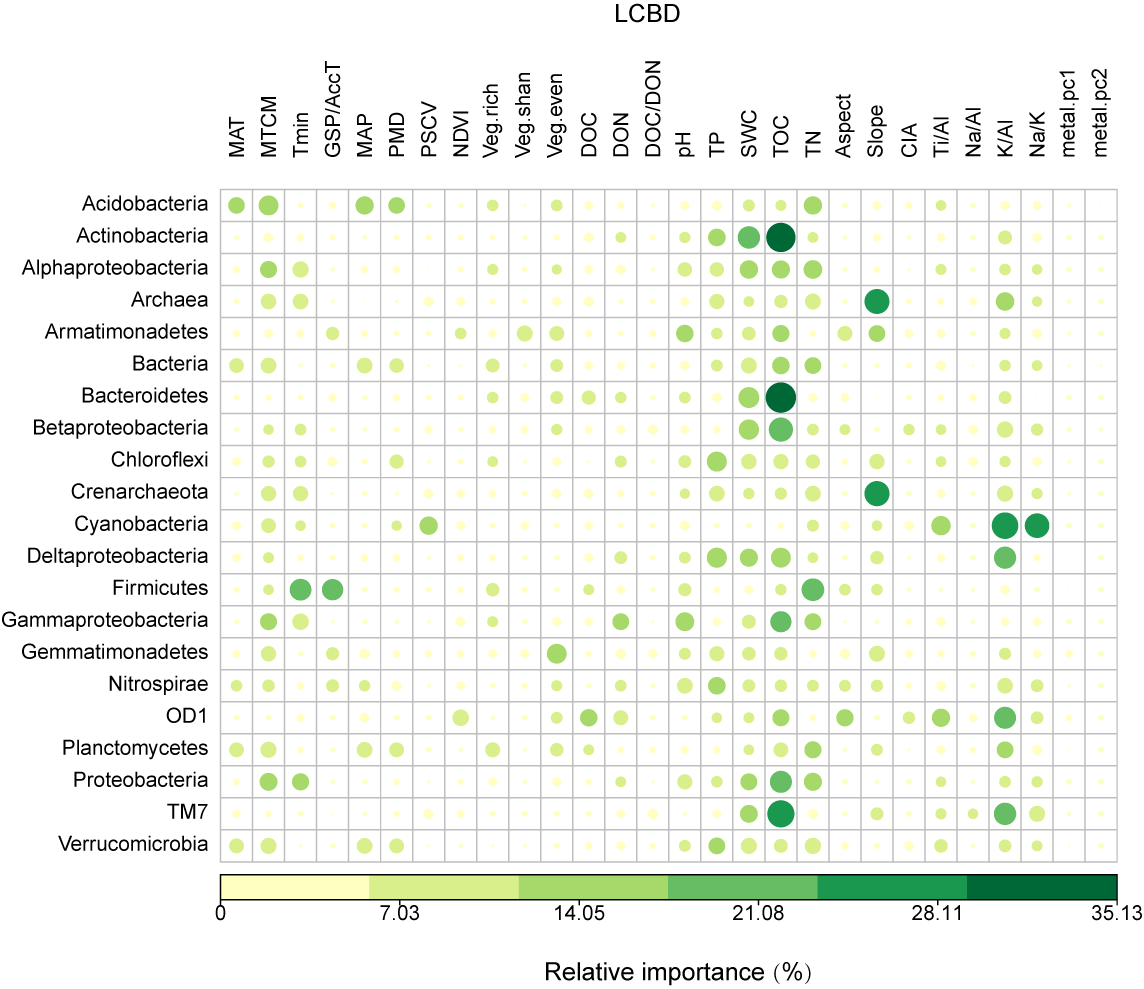 LCBD
MAT
MTCM
Tmin
GSP/AccT
MAP
PMD
PSCV
NDVI
Veg.rich
Veg.shan
Veg.even
DOC
DON
DOC/DON
pH
TP
SWC
TOC
TN
Aspect
Slope
CIA
Ti/Al
Na/Al
K/Al
Na/K
metal.pc1
metal.pc2
Acidobacteria
Actinobacteria
Alphaproteobacteria
Archaea
Armatimonadetes
Bacteria
Bacteroidetes
Betaproteobacteria
Chloroflexi
Crenarchaeota
Cyanobacteria
Deltaproteobacteria
Firmicutes
Gammaproteobacteria
Gemmatimonadetes
Nitrospirae
OD1
Planctomycetes
Proteobacteria
TM7
Verrucomicrobia
0 7.03 14.05 21.08 28.11 35.13
Relative importance (%)